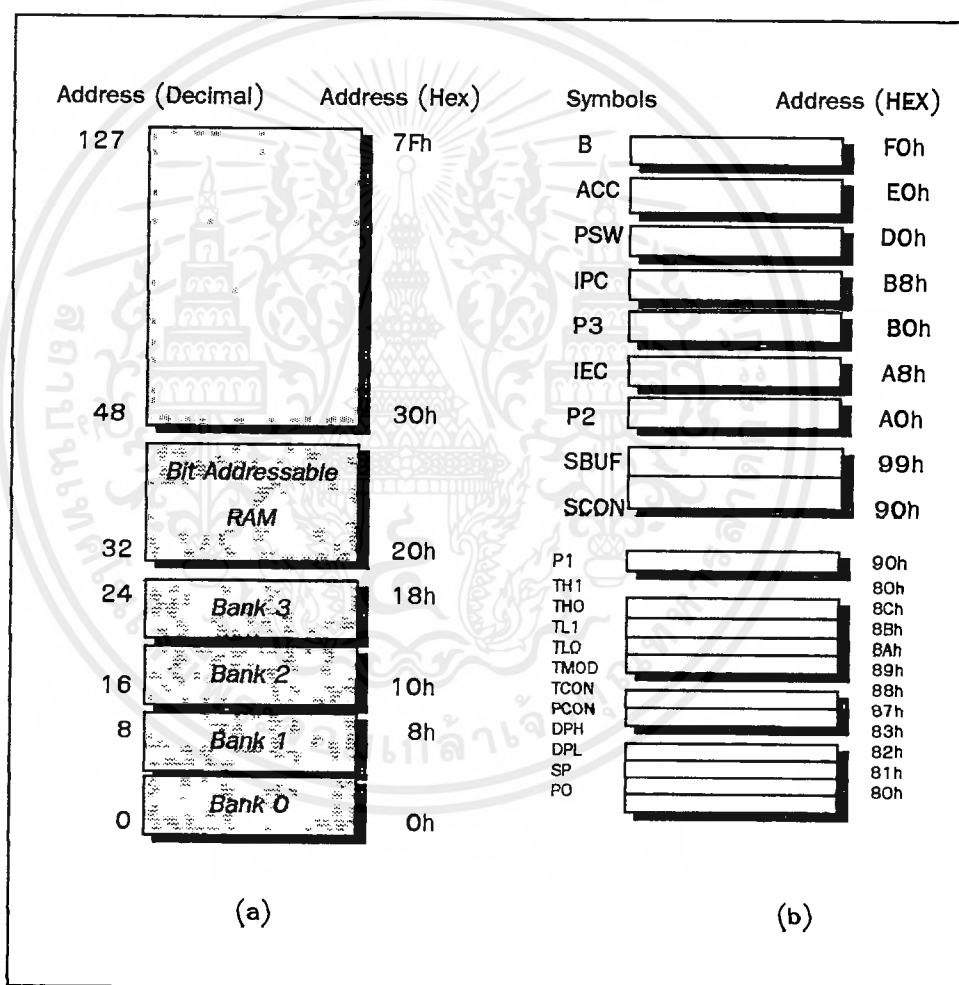 Address (Decimal) Address (Hex)
127 7Fh
48 30h
Bit Addressable
RAM
32 20h
24 Bank 3 18h
Bank 2
16 10h
8 Bank 1 8h
Bank 0
0 0h
(a)
Symbols Address (HEX)
B F0h
ACC E0h
PSW D0h
IPC B8h
P3 B0h
IEC A8h
P2 A0h
SBUF 99h
SCON 90h
P1 90h
TH1 80h
TH0 8Ch
TL1 8Bh
TL0 8Ah
TMOD 89h
TCON 88h
PCON 87h
DPH 83h
DPL 82h
SP 81h
P0 80h
(b)